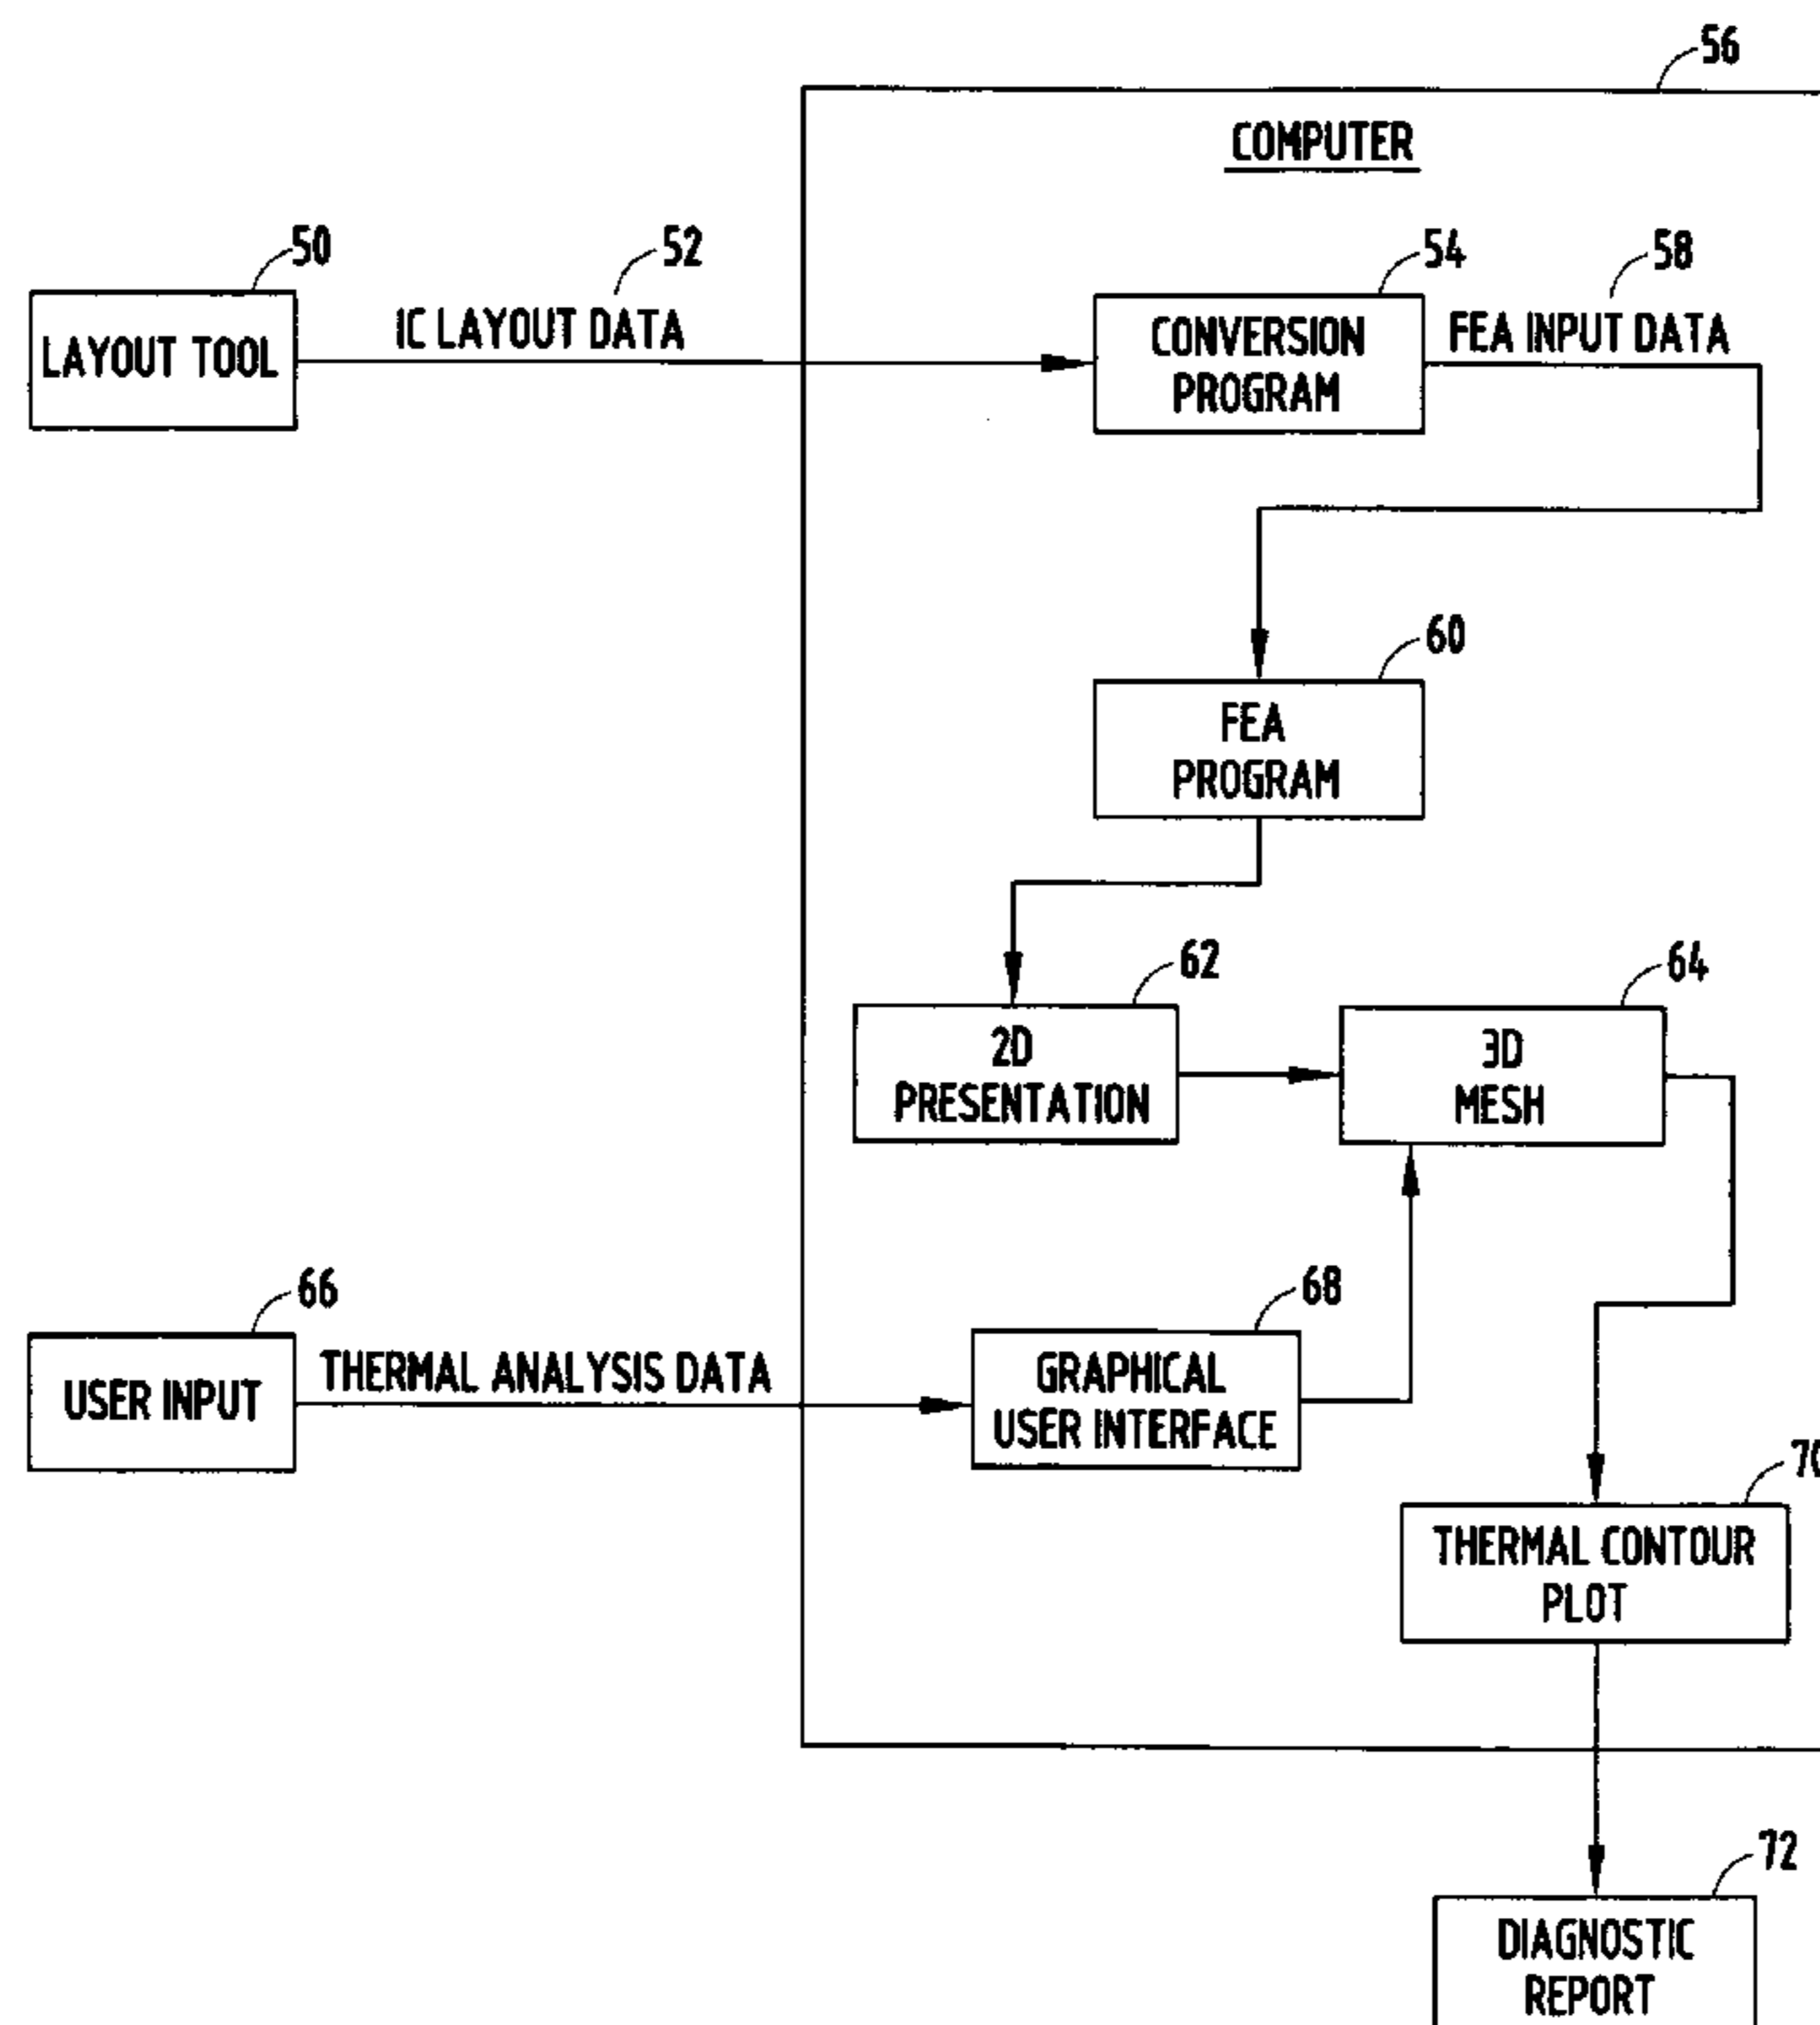 56
COMPUTER
50
52
54
58
LAYOUT TOOL
IC LAYOUT DATA
CONVERSION
PROGRAM
FEA INPUT DATA
60
FEA
PROGRAM
62
64
2D
PRESENTATION
3D
MESH
66
68
USER INPUT
THERMAL ANALYSIS DATA
GRAPHICAL
USER INTERFACE
70
THERMAL CONTOUR
PLOT
72
DIAGNOSTIC
REPORT